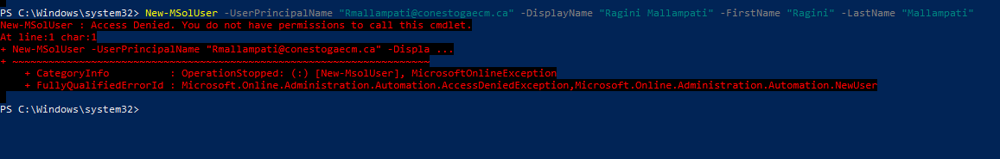 PS C:\Windows\system32> New-MSolUser -UserPrincipalName "Rmallampati@conestogaecm.ca" -DisplayName "Ragini Mallampati" -FirstName "Ragini" -LastName "Mallampati"
New-MSolUser : Access Denied. You do not have permissions to call this cmdlet.
At line:1 char:1
+ New-MSolUser -UserPrincipalName "Rmallampati@conestogaecm.ca" -Displa ...
+ ~~~~~~~~~~~~~~~~~~~~~~~~~~~~~~~~~~~~~~~~~~~~~~~~~~~~~~~~~~~~~~~~~~~~~
    + CategoryInfo          : OperationStopped: (:) [New-MsolUser], MicrosoftOnlineException
    + FullyQualifiedErrorId : Microsoft.Online.Administration.Automation.AccessDeniedException,Microsoft.Online.Administration.Automation.NewUser
PS C:\Windows\system32>